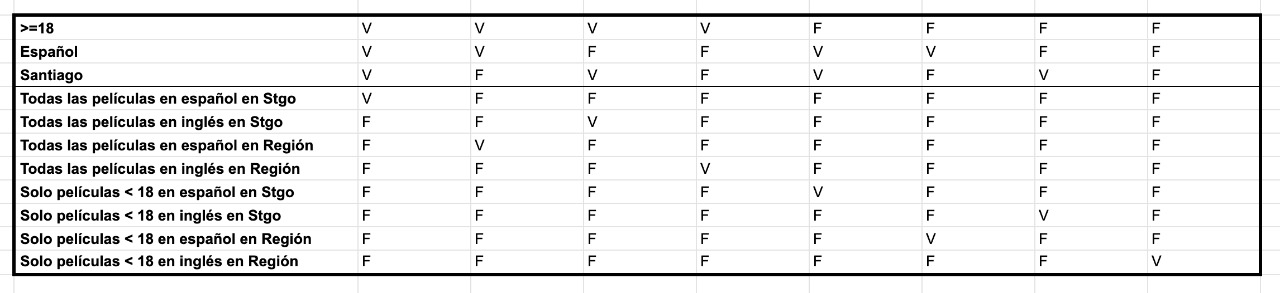 >=18 V V V V F F F F
Español V V F F V V F F
Santiago V F V F V F V F
Todas las películas en español en Stgo V F F F F F F F
Todas las películas en inglés en Stgo F F V F F F F F
Todas las películas en español en Región F V F F F F F F
Todas las películas en inglés en Región F F F V F F F F
Solo películas < 18 en español en Stgo F F F F V F F F
Solo películas < 18 en inglés en Stgo F F F F F F V F
Solo películas < 18 en español en Región F F F F F V F F
Solo películas < 18 en inglés en Región F F F F F F F V